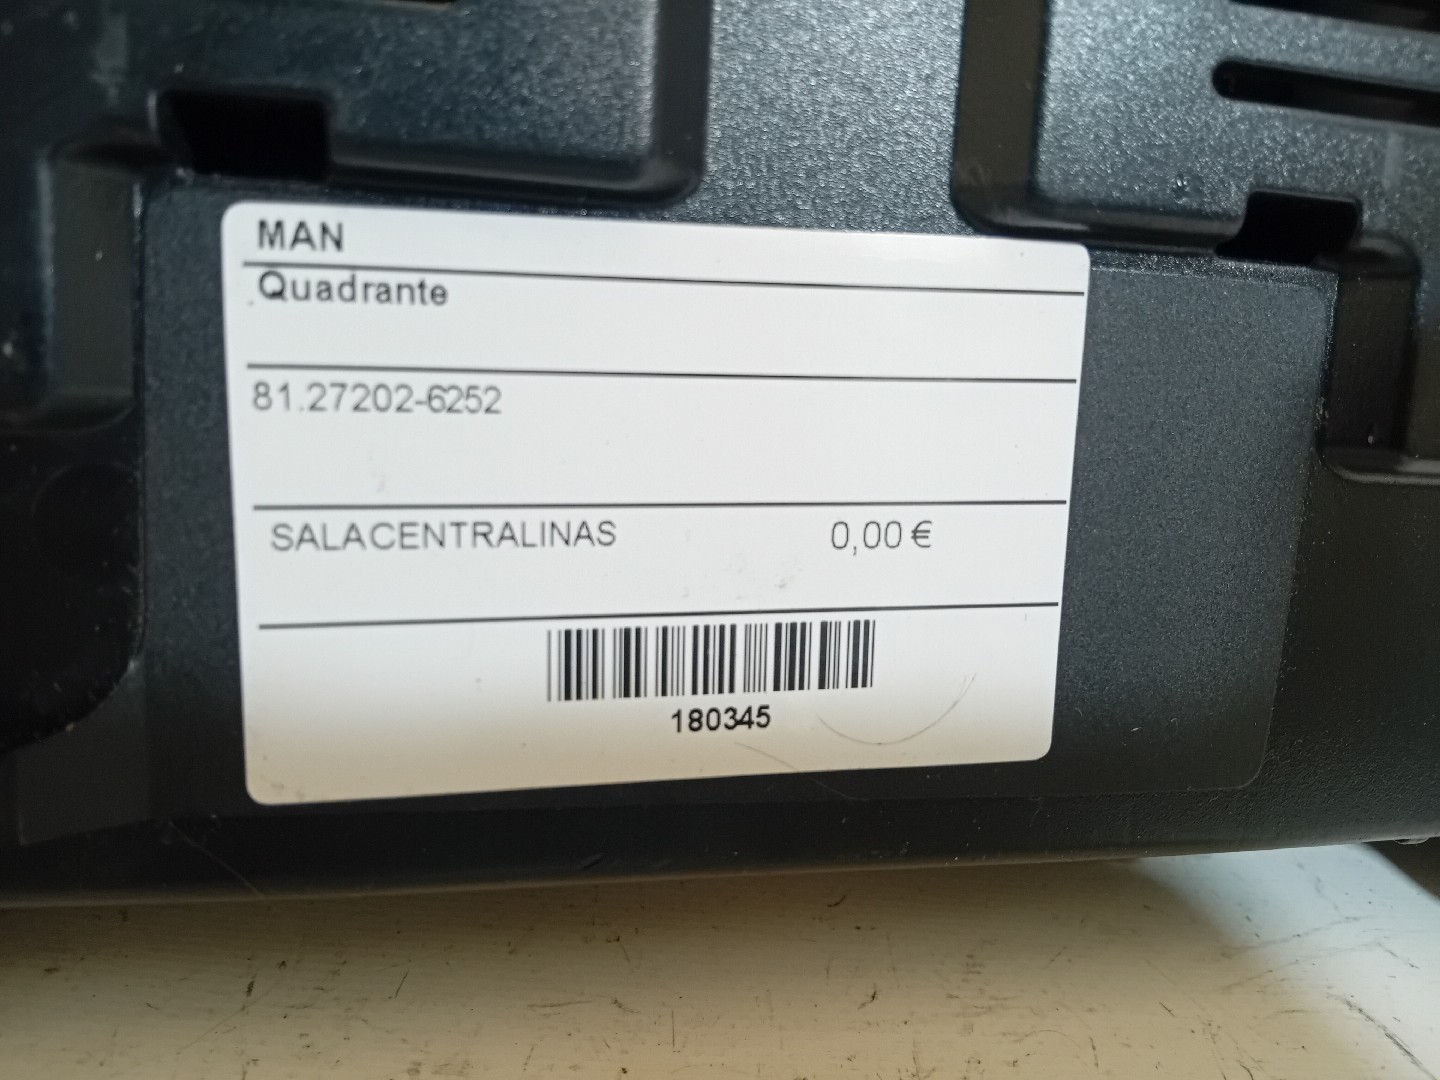 MAN
Quadrante
81.27202-6252
SALACENTRALINAS 0,00 €
180345